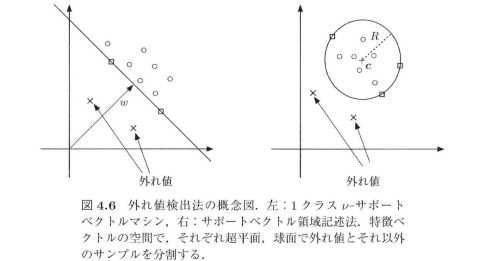 w
R
c
外れ値
外れ値
図 4.6 外れ値検出法の概念図．左：1 クラス ν–サポート
ベクトルマシン，右：サポートベクトル領域記述法．特徴ベ
クトルの空間で，それぞれ超平面，球面で外れ値とそれ以外
のサンプルを分割する．